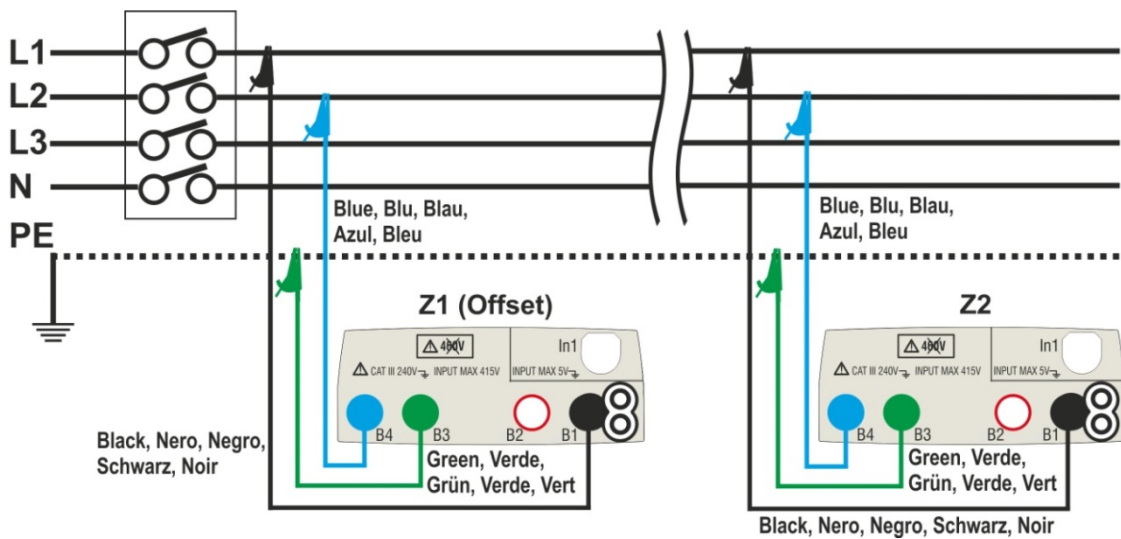 L1
L2
L3
N
PE
Blue, Blu, Blau,
Azul, Bleu
Blue, Blu, Blau,
Azul, Bleu
Z1 (Offset)
Z2
460V
In1
CAT III 240V INPUT MAX 415V
INPUT MAX 5V
B4 B3 B2 B1
460V
In1
CAT III 240V INPUT MAX 415V
INPUT MAX 5V
B4 B3 B2 B1
Black, Nero, Negro,
Schwarz, Noir
Green, Verde,
Grün, Verde, Vert
Green, Verde,
Grün, Verde, Vert
Black, Nero, Negro, Schwarz, Noir